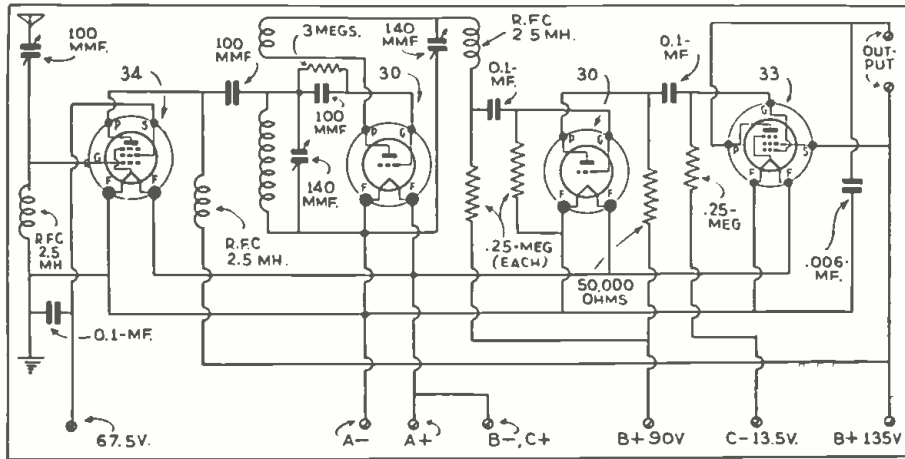 100
MMF.
34
100
MMF.
3 MEGS.
100
MMF.
140
MMF.
140
MMF.
30
R.F.C
2.5 MH.
0.1-
MF.
30
0.1-
MF.
33
OUT-
PUT
P
S
G
F
F
P
G
F
F
P
G
F
F
G
P
S
F
F
RFC
2.5
MH
R.F.C
2.5 MH.
.25-MEG
(EACH)
50,000
OHMS
.25-
MEG
.006-
MF.
0.1-MF.
67.5V.
A-
A+
B-, C+
B+90V
C-13.5V.
B+135V